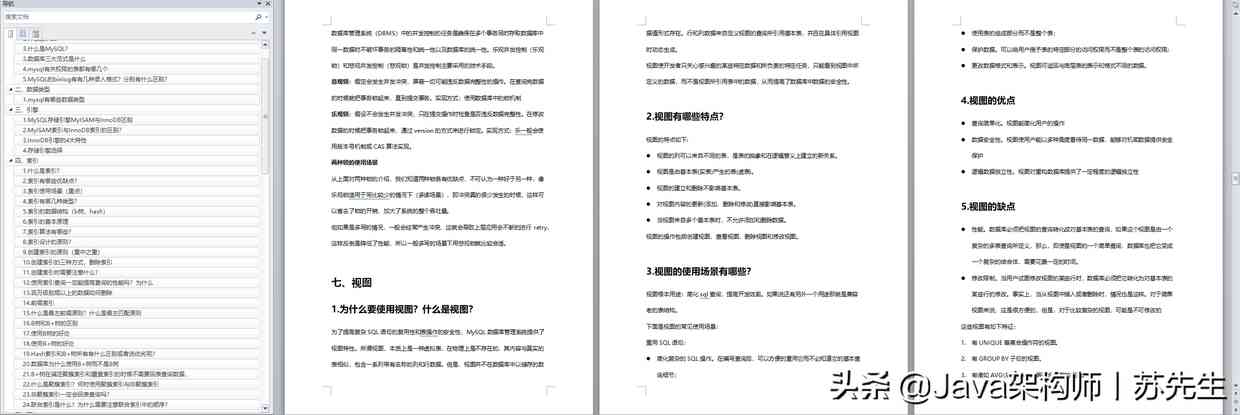 导航
搜索文档
3.什么是MySQL?
3.数据库三大范式是什么
4.mysql有关权限的表都有哪几个
5.MySQL的binlog有有几种录入格式？分别有什么区别？
二、数据类型
1.mysql有哪些数据类型
三、引擎
1.MySQL存储引擎MyISAM与InnoDB区别
2.MyISAM索引与InnoDB索引的区别？
3.InnoDB引擎的4大特性
4.存储引擎选择
四、索引
1.什么是索引？
2.索引有哪些优缺点？
3.索引使用场景（重点）
4.索引有哪几种类型？
5.索引的数据结构（b树，hash）
6.索引的基本原理
7.索引算法有哪些？
8.索引设计的原则？
9.创建索引的原则（重中之重）
10.创建索引的三种方式，删除索引
11.创建索引时需要注意什么？
12.使用索引查询一定能提高查询的性能吗？为什么
13.百万级别或以上的数据如何删除
14.前缀索引
15.什么是最左前缀原则？什么是最左匹配原则
16.B树和B+树的区别
17.使用B树的好处
18.使用B+树的好处
19.Hash索引和B+树所有有什么区别或者说优劣呢？
20.数据库为什么使用B+树而不是B树
21.B+树在满足聚簇索引和覆盖索引的时候不需要回表查询数据，
22.什么是聚簇索引？何时使用聚簇索引与非聚簇索引
23.非聚簇索引一定会回表查询吗？
24.联合索引是什么？为什么需要注意联合索引中的顺序？
数据库管理系统（DBMS）中的并发控制的任务是确保在多个事务同时存取数据库中
同一数据时不破坏事务的隔离性和统一性以及数据库的统一性。乐观并发控制（乐观
锁）和悲观并发控制（悲观锁）是并发控制主要采用的技术手段。
悲观锁：假定会发生并发冲突，屏蔽一切可能违反数据完整性的操作。在查询完数据
的时候就把事务锁起来，直到提交事务。实现方式：使用数据库中的锁机制
乐观锁：假设不会发生并发冲突，只在提交操作时检查是否违反数据完整性。在修改
数据的时候把事务锁起来，通过 version 的方式来进行锁定。实现方式：乐一般会使
用版本号机制或 CAS 算法实现。
两种锁的使用场景
从上面对两种锁的介绍，我们知道两种锁各有优缺点，不可认为一种好于另一种，像
乐观锁适用于写比较少的情况下（多读场景），即冲突真的很少发生的时候，这样可
以省去了锁的开销，加大了系统的整个吞吐量。
但如果是多写的情况，一般会经常产生冲突，这就会导致上层应用会不断的进行 retry,
这样反倒是降低了性能，所以一般多写的场景下用悲观锁就比较合适。
七、视图
1.为什么要使用视图？什么是视图？
为了提高复杂 SQL 语句的复用性和表操作的安全性，MySQL 数据库管理系统提供了
视图特性。所谓视图，本质上是一种虚拟表，在物理上是不存在的，其内容与真实的
表相似，包含一系列带有名称的列和行数据。但是，视图并不在数据库中以储存的数
据值形式存在。行和列数据来自定义视图的查询所引用基本表，并且在具体引用视图
时动态生成。
视图使开发者只关心感兴趣的某些特定数据和所负责的特定任务，只能看到视图中所
定义的数据，而不是视图所引用表中的数据，从而提高了数据库中数据的安全性。
2.视图有哪些特点？
视图的特点如下：
● 视图的列可以来自不同的表，是表的抽象和在逻辑意义上建立的新关系。
● 视图是由基本表(实表)产生的表(虚表)。
● 视图的建立和删除不影响基本表。
● 对视图内容的更新(添加，删除和修改)直接影响基本表。
● 当视图来自多个基本表时，不允许添加和删除数据。
视图的操作包括创建视图，查看视图，删除视图和修改视图。
3.视图的使用场景有哪些？
视图根本用途：简化 sql 查询，提高开发效率。如果说还有另外一个用途那就是兼容
老的表结构。
下面是视图的常见使用场景：
重用 SQL 语句；
● 简化复杂的 SQL 操作。在编写查询后，可以方便的重用它而不必知道它的基本查
询细节；
● 使用表的组成部分而不是整个表；
● 保护数据。可以给用户授予表的特定部分的访问权限而不是整个表的访问权限；
● 更改数据格式和表示。视图可返回与底层表的表示和格式不同的数据。
4.视图的优点
● 查询简单化。视图能简化用户的操作
● 数据安全性。视图使用户能以多种角度看待同一数据，能够对机密数据提供安全
保护
● 逻辑数据独立性。视图对重构数据库提供了一定程度的逻辑独立性
5.视图的缺点
● 性能。数据库必须把视图的查询转化成对基本表的查询，如果这个视图是由一个
复杂的多表查询所定义，那么，即使是视图的一个简单查询，数据库也把它变成
一个复杂的结合体，需要花费一定的时间。
● 修改限制。当用户试图修改视图的某些行时，数据库必须把它转化为对基本表的
某些行的修改。事实上，当从视图中插入或者删除时，情况也是这样。对于简单
视图来说，这是很方便的，但是，对于比较复杂的视图，可能是不可修改的
这些视图有如下特征：
1. 有 UNIQUE 等集合操作符的视图。
2. 有 GROUP BY 子句的视图。
3. 有诸如 AVG
头条 @Java架构师丨苏先生